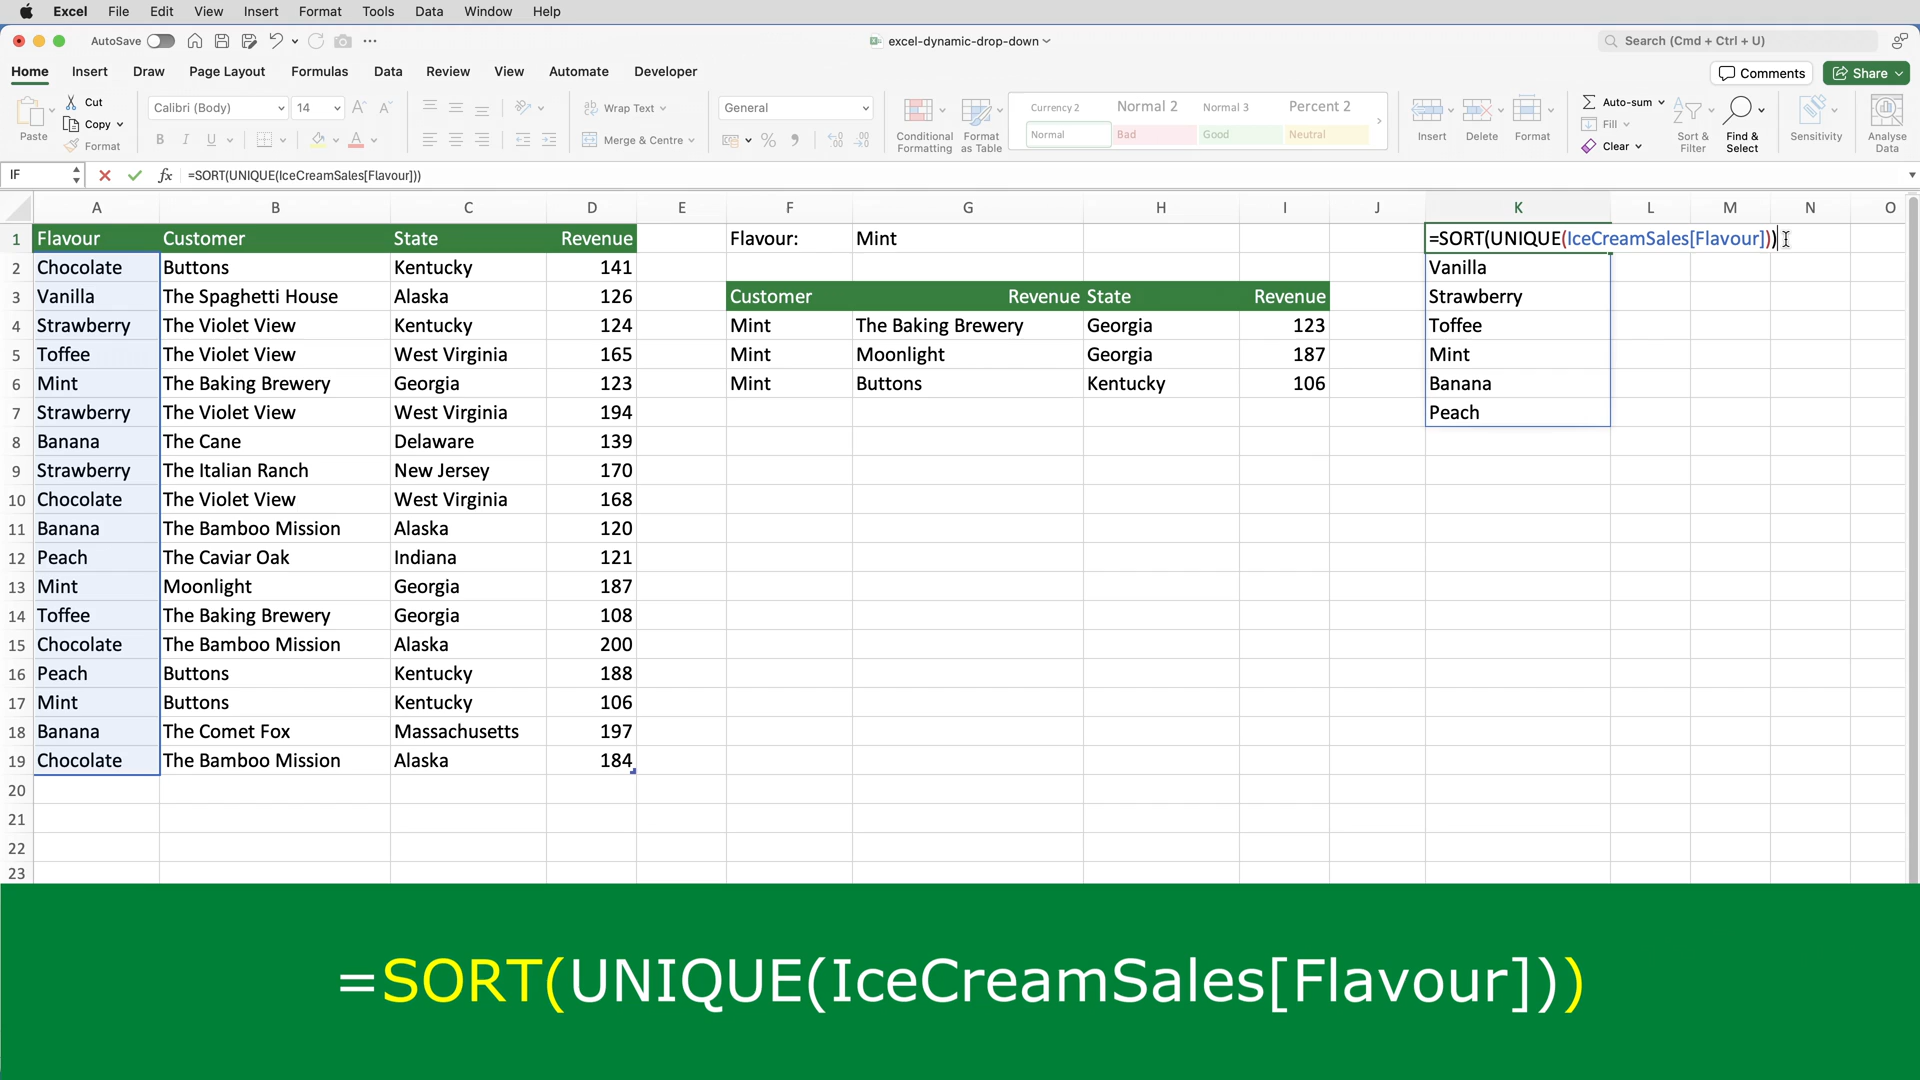 Excel File Edit View Insert Format Tools Data Window Help
AutoSave excel-dynamic-drop-down Search (Cmd + Ctrl + U)
Home Insert Draw Page Layout Formulas Data Review View Automate Developer Comments Share
Paste Cut Copy Format
Calibri (Body) 14
B I U A
Wrap Text Merge & Centre
General
Conditional Formatting Format as Table
Currency 2 Normal 2 Normal 3 Percent 2
Normal Bad Good Neutral
Insert Delete Format
Auto-sum Fill Clear
Sort & Filter Find & Select Sensitivity Analyse Data
IF fx =SORT(UNIQUE(IceCreamSales[Flavour]))
A B C D E F G H I J K L M N O
1 Flavour Customer State Revenue Flavour: Mint =SORT(UNIQUE(IceCreamSales[Flavour]))
2 Chocolate Buttons Kentucky 141 Vanilla
3 Vanilla The Spaghetti House Alaska 126 Customer Revenue State Revenue Strawberry
4 Strawberry The Violet View Kentucky 124 Mint The Baking Brewery Georgia 123 Toffee
5 Toffee The Violet View West Virginia 165 Mint Moonlight Georgia 187 Mint
6 Mint The Baking Brewery Georgia 123 Mint Buttons Kentucky 106 Banana
7 Strawberry The Violet View West Virginia 194 Peach
8 Banana The Cane Delaware 139
9 Strawberry The Italian Ranch New Jersey 170
10 Chocolate The Violet View West Virginia 168
11 Banana The Bamboo Mission Alaska 120
12 Peach The Caviar Oak Indiana 121
13 Mint Moonlight Georgia 187
14 Toffee The Baking Brewery Georgia 108
15 Chocolate The Bamboo Mission Alaska 200
16 Peach Buttons Kentucky 188
17 Mint Buttons Kentucky 106
18 Banana The Comet Fox Massachusetts 197
19 Chocolate The Bamboo Mission Alaska 184
20
21
22
23
=SORT(UNIQUE(IceCreamSales[Flavour]))